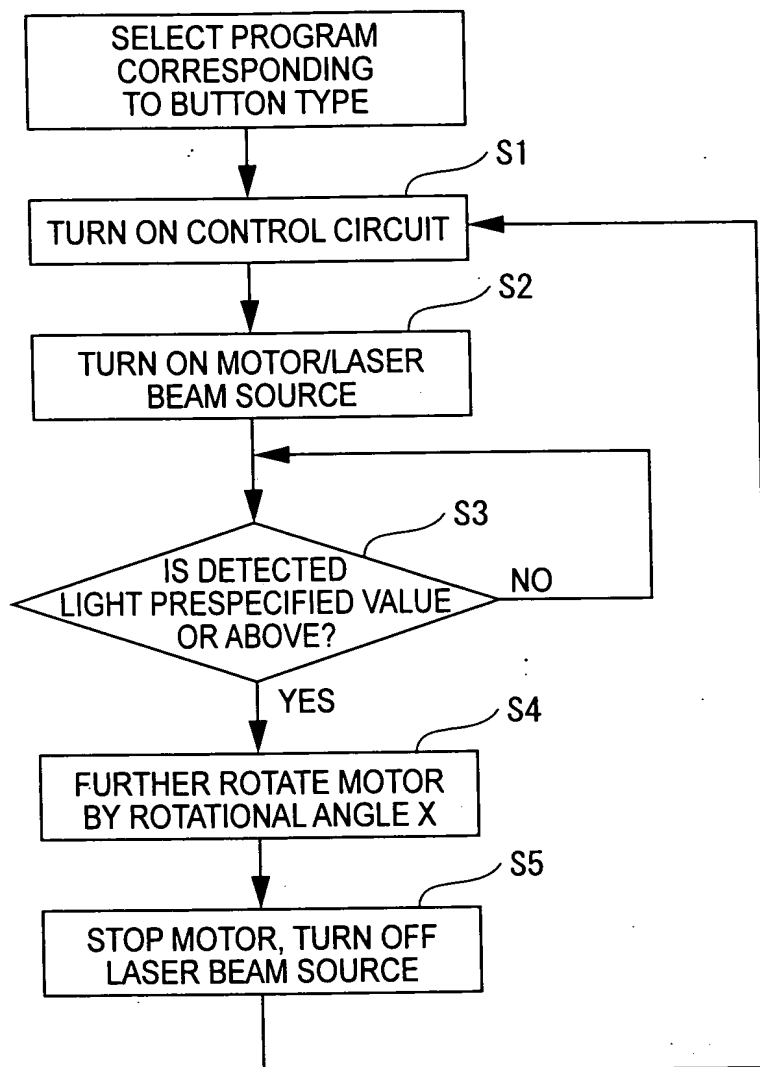 SELECT PROGRAM
CORRESPONDING
TO BUTTON TYPE
S1
TURN ON CONTROL CIRCUIT
S2
TURN ON MOTOR/LASER
BEAM SOURCE
S3
IS DETECTED
LIGHT PRESPECIFIED VALUE
OR ABOVE?
NO
YES
S4
FURTHER ROTATE MOTOR
BY ROTATIONAL ANGLE X
S5
STOP MOTOR, TURN OFF
LASER BEAM SOURCE